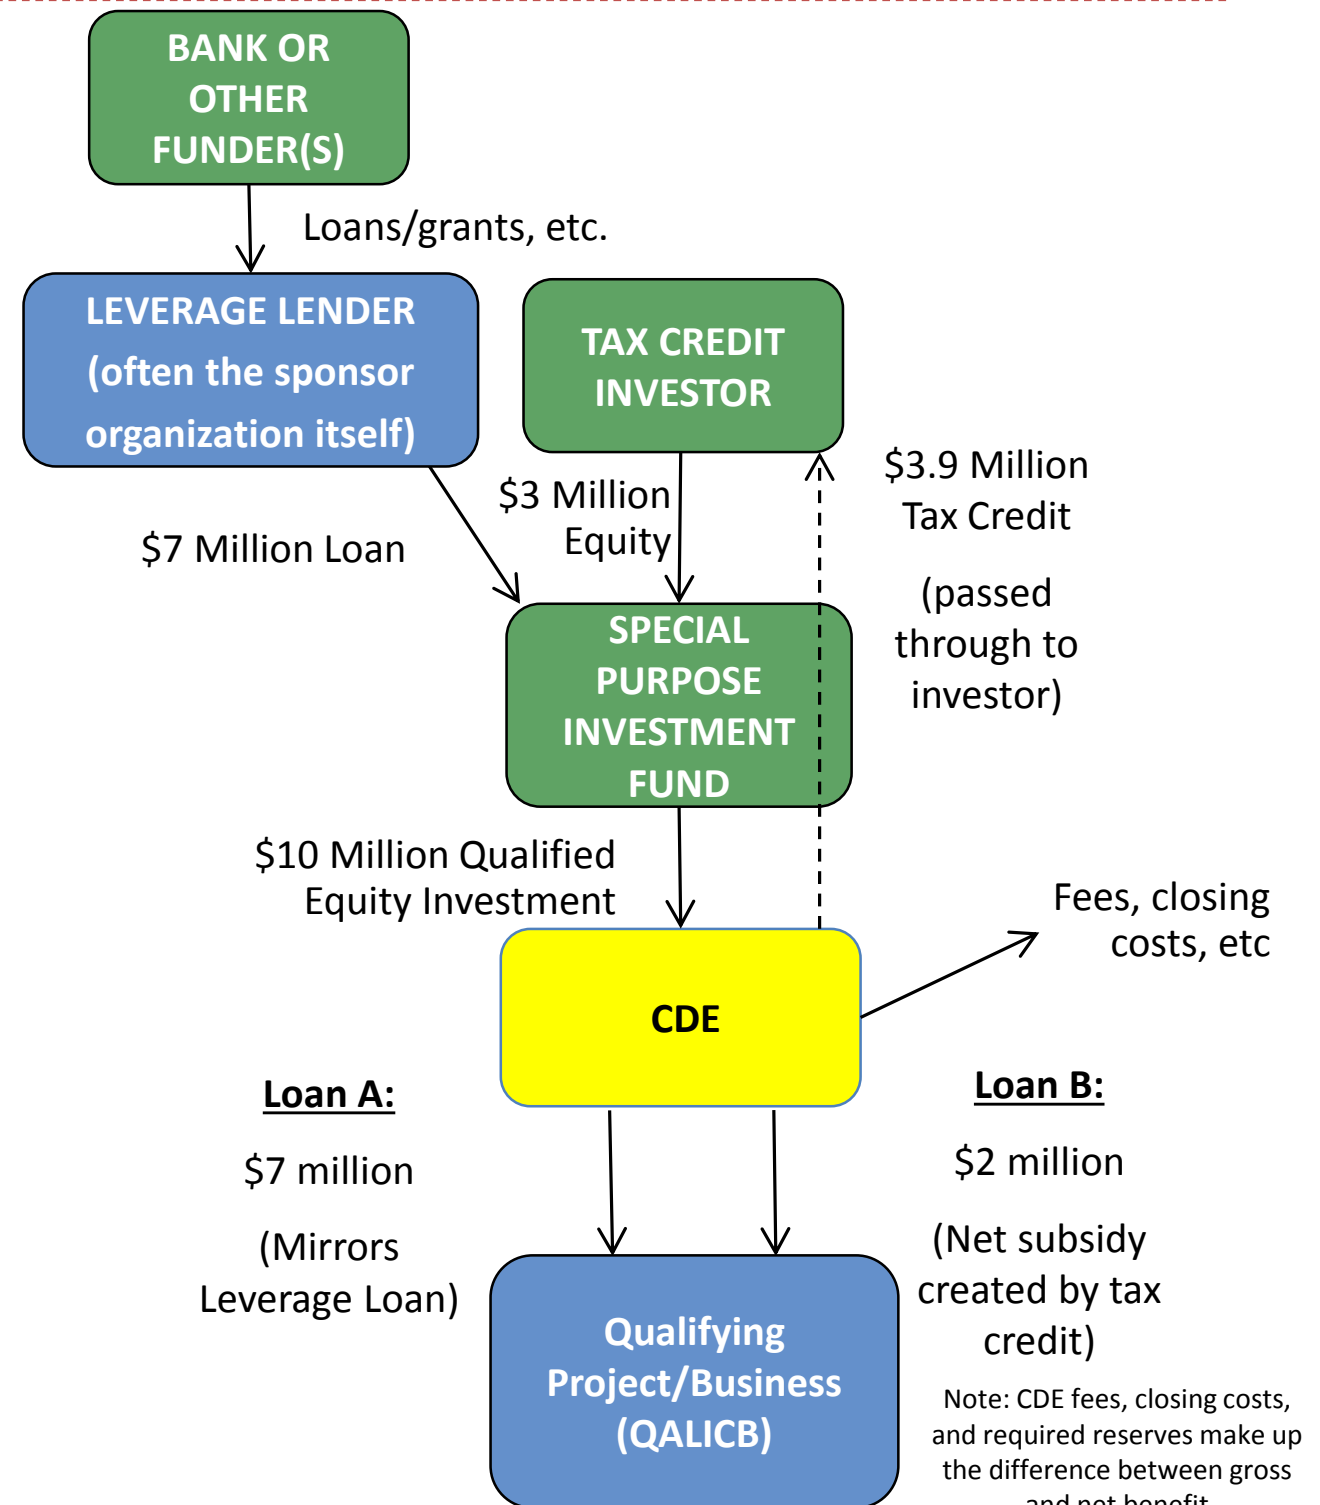 BANK OR
OTHER
FUNDER(S)
Loans/grants, etc.
LEVERAGE LENDER
(often the sponsor
organization itself)
TAX CREDIT
INVESTOR
$7 Million Loan
$3 Million
Equity
$3.9 Million
Tax Credit
(passed
through to
investor)
SPECIAL
PURPOSE
INVESTMENT
FUND
$10 Million Qualified
Equity Investment
Fees, closing
costs, etc
CDE
Loan A:
$7 million
(Mirrors
Leverage Loan)
Loan B:
$2 million
(Net subsidy
created by tax
credit)
Qualifying
Project/Business
(QALICB)
Note: CDE fees, closing costs,
and required reserves make up
the difference between gross
and net benefit